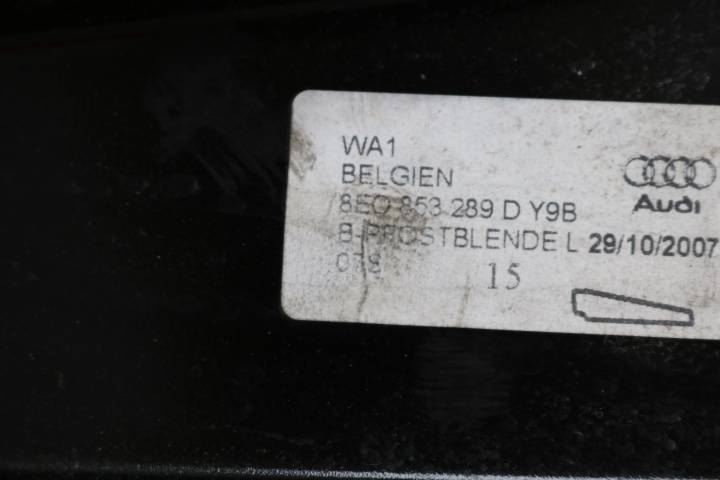 WA1
BELGIEN
8E0 853 289 D Y9B
Audi
B-PFOSTBLENDE L 29/10/2007
15